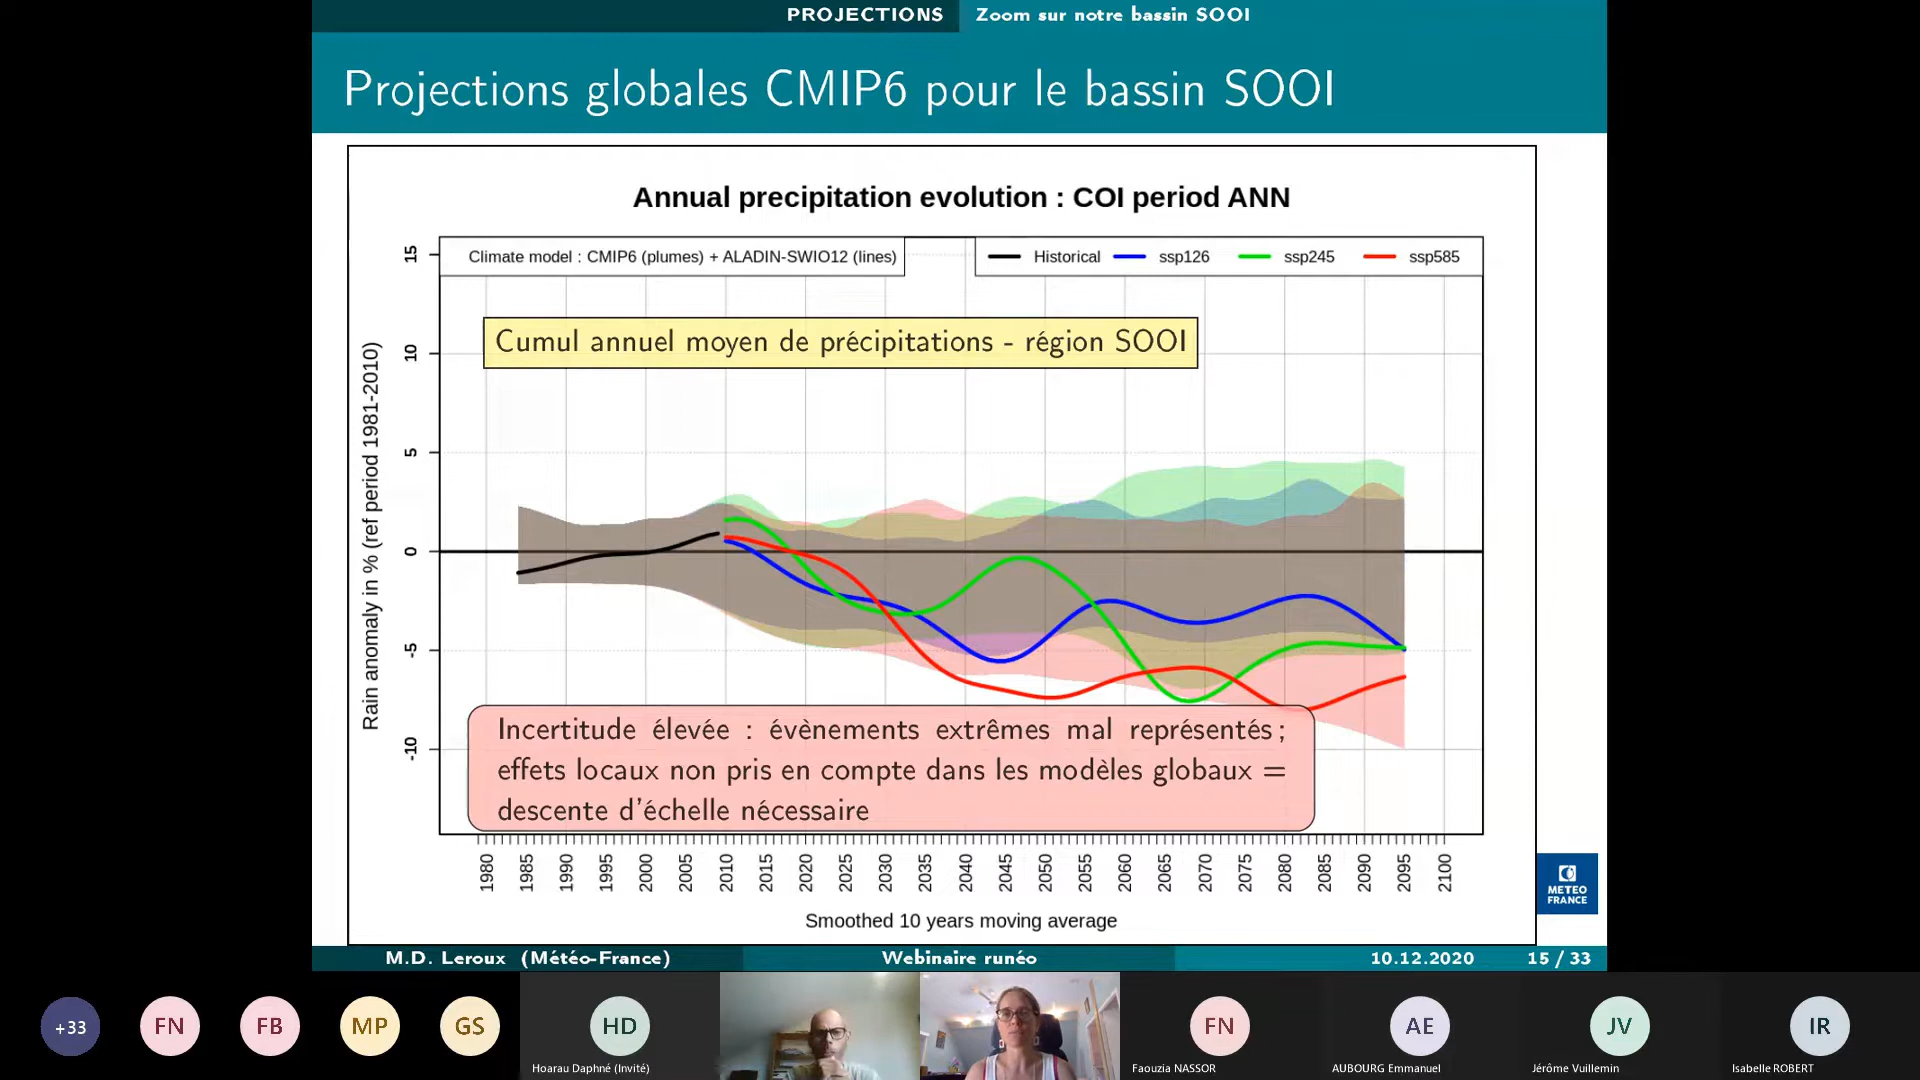 PROJECTIONS Zoom sur notre bassin SOOI
Projections globales CMIP6 pour le bassin SOOI
Annual precipitation evolution : COI period ANN
Climate model : CMIP6 (plumes) + ALADIN-SWIO12 (lines)
Historical ssp126 ssp245 ssp585
Cumul annuel moyen de précipitations - région SOOI
Rain anomaly in % (ref period 1981-2010)
15
10
5
0
-5
-10
Incertitude élevée : évènements extrêmes mal représentés ;
effets locaux non pris en compte dans les modèles globaux =
descente d'échelle nécessaire
1980 1985 1990 1995 2000 2005 2010 2015 2020 2025 2030 2035 2040 2045 2050 2055 2060 2065 2070 2075 2080 2085 2090 2095 2100
Smoothed 10 years moving average
METEO
FRANCE
M.D. Leroux (Météo-France) Webinaire runéo 10.12.2020 15 / 33
+33 FN FB MP GS HD FN AE JV IR
Hoarau Daphné (Invité) Faouzia NASSOR AUBOURG Emmanuel Jérôme Vuillemin Isabelle ROBERT